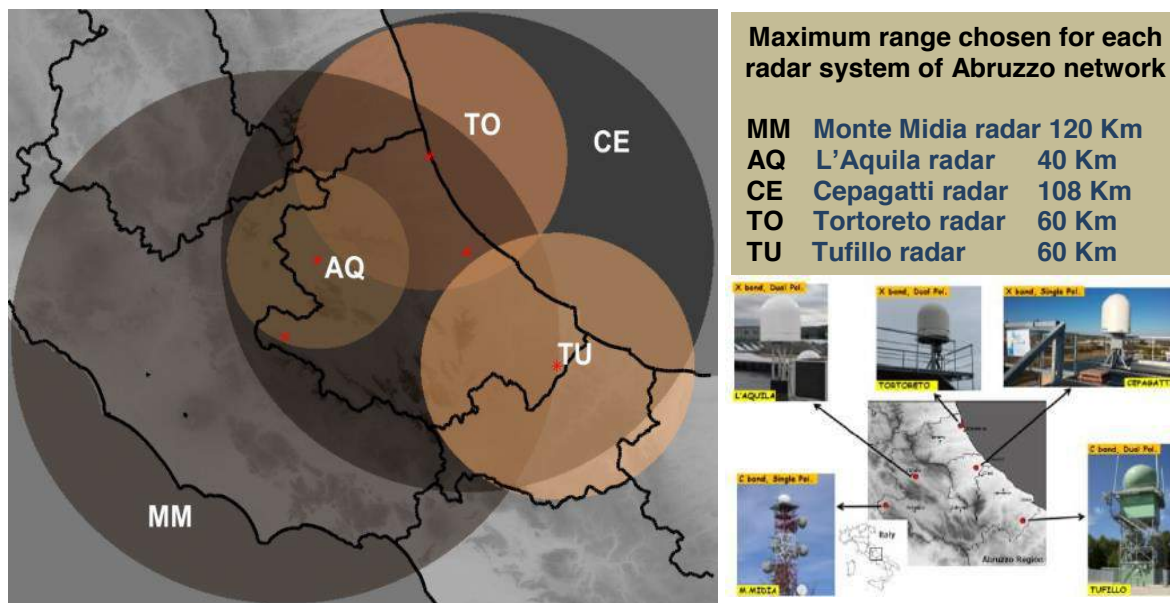 TO
CE
AQ
TU
MM
Maximum range chosen for each
radar system of Abruzzo network
MM Monte Midia radar 120 Km
AQ L'Aquila radar 40 Km
CE Cepagatti radar 108 Km
TO Tortoreto radar 60 Km
TU Tufillo radar 60 Km
X band, Dual Pol.
X band, Dual Pol.
X band, Single Pol.
L'AQUILA
TORTORETO
CEPAGATTI
C band, Single Pol.
C band, Dual Pol.
Italy
Abruzzo Region
M.MIDIA
TUFILLO